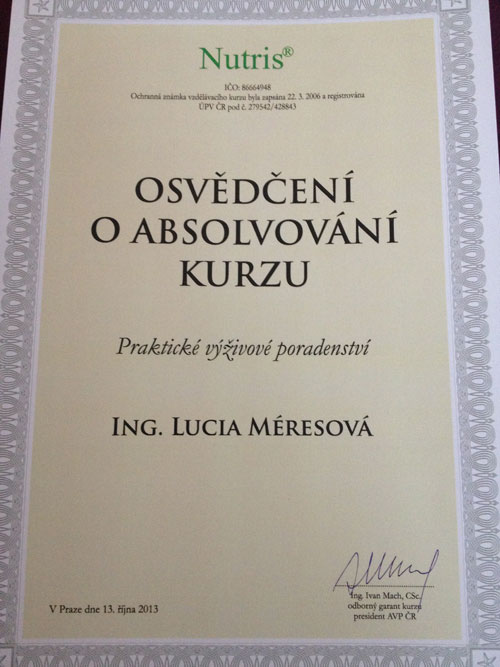 Nutris®
IČO: 86664948
Ochranná známka vzdělávacího kurzu byla zapsána 22. 3. 2006 a registrována
ÚPV ČR pod č. 279542/428843
OSVĚDČENÍ
O ABSOLVOVÁNÍ
KURZU
Praktické výživové poradenství
ING. LUCIA MÉRESOVÁ
Ing. Ivan Mach, CSc.
odborný garant kurzu
president AVP ČR
V Praze dne 13. října 2013